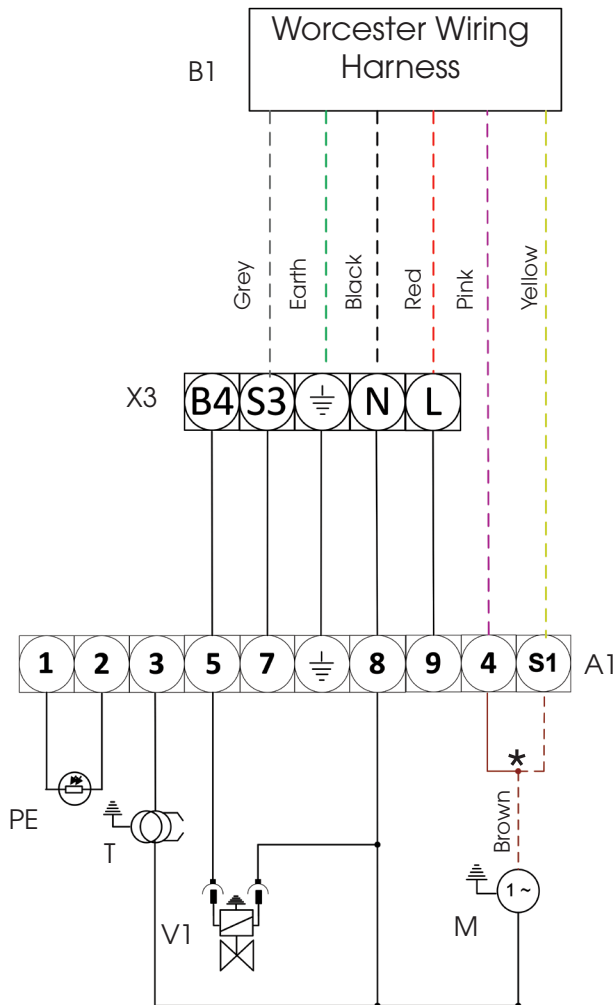 Worcester Wiring
Harness
B1
Grey
Earth
Black
Red
Pink
Yellow
X3
B4 S3 N L
1 2 3 5 7 8 9 4 S1
A1
*
PE
T
Brown
V1
1 ~
M